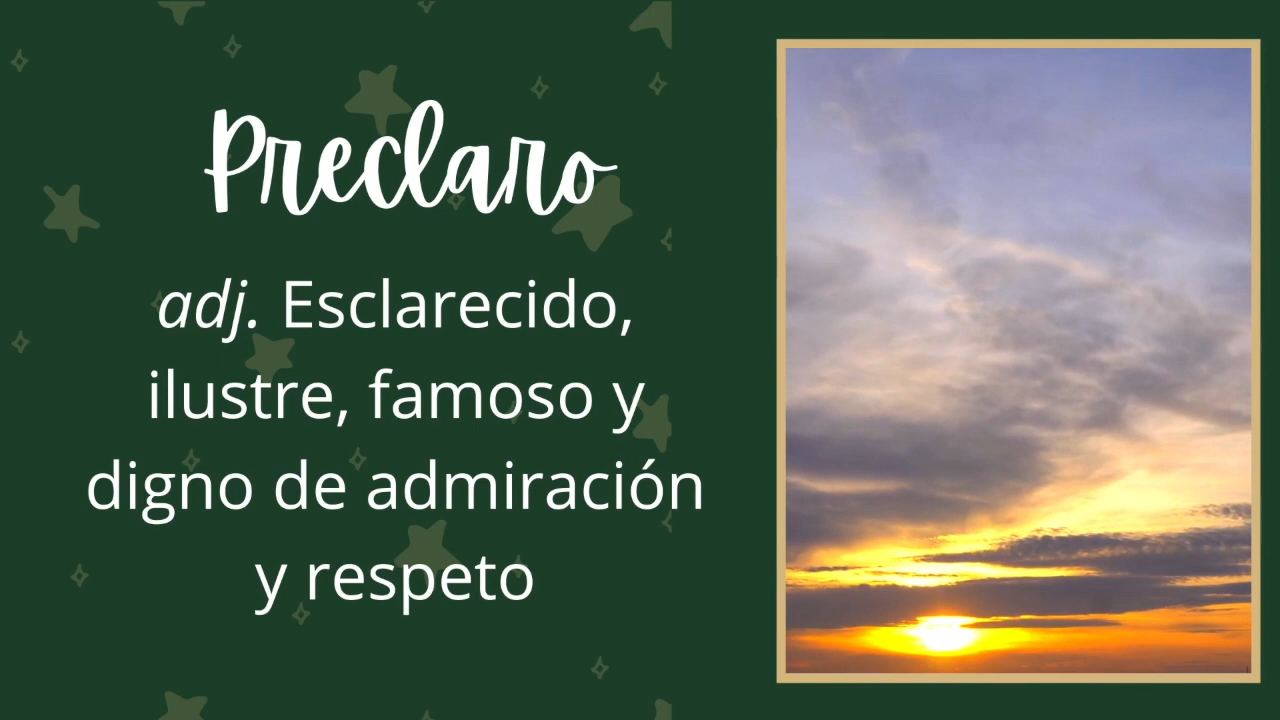 Preclaro
adj. Esclarecido,
ilustre, famoso y
digno de admiración
y respeto